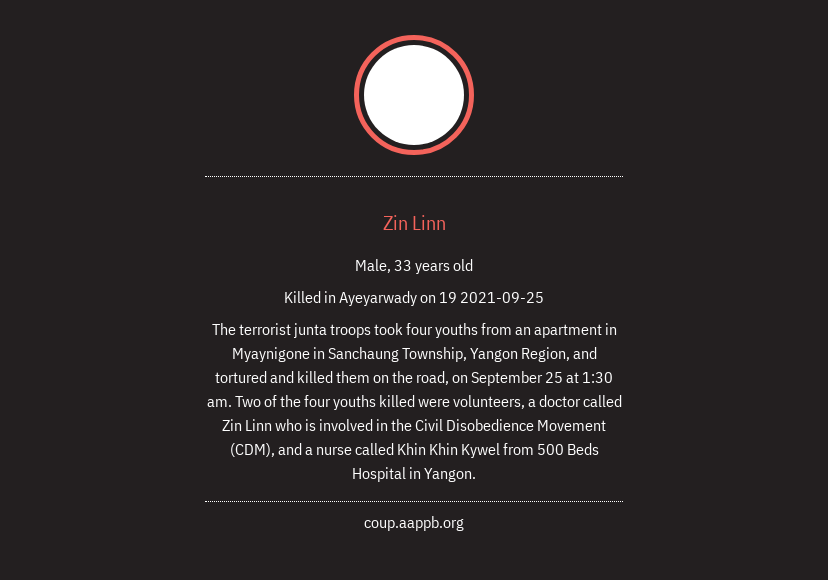 Zin Linn
Male, 33 years old
Killed in Ayeyarwady on 19 2021-09-25
The terrorist junta troops took four youths from an apartment in
Myaynigone in Sanchaung Township, Yangon Region, and
tortured and killed them on the road, on September 25 at 1:30
am. Two of the four youths killed were volunteers, a doctor called
Zin Linn who is involved in the Civil Disobedience Movement
(CDM), and a nurse called Khin Khin Kywel from 500 Beds
Hospital in Yangon.
coup.aappb.org